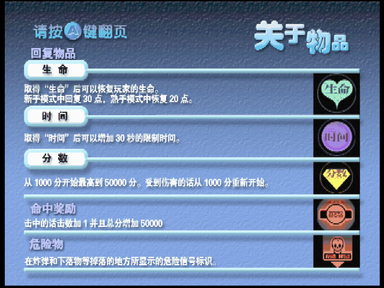 请按A键翻页
关于物品
回复物品
生命
取得“生命”后可以恢复玩家的生命。
新手模式中回复30点，熟手模式中恢复20点。
生命
时间
取得“时间”后可以增加30秒的限制时间。
时间
分数
从1000分开始最高到50000分，受到伤害的话从1000分重新开始。
分数
命中奖励
击中的话击数加1并且总分增加50000
危险物
在炸弹和下落物等掉落的地方所显示的危险信号标识。